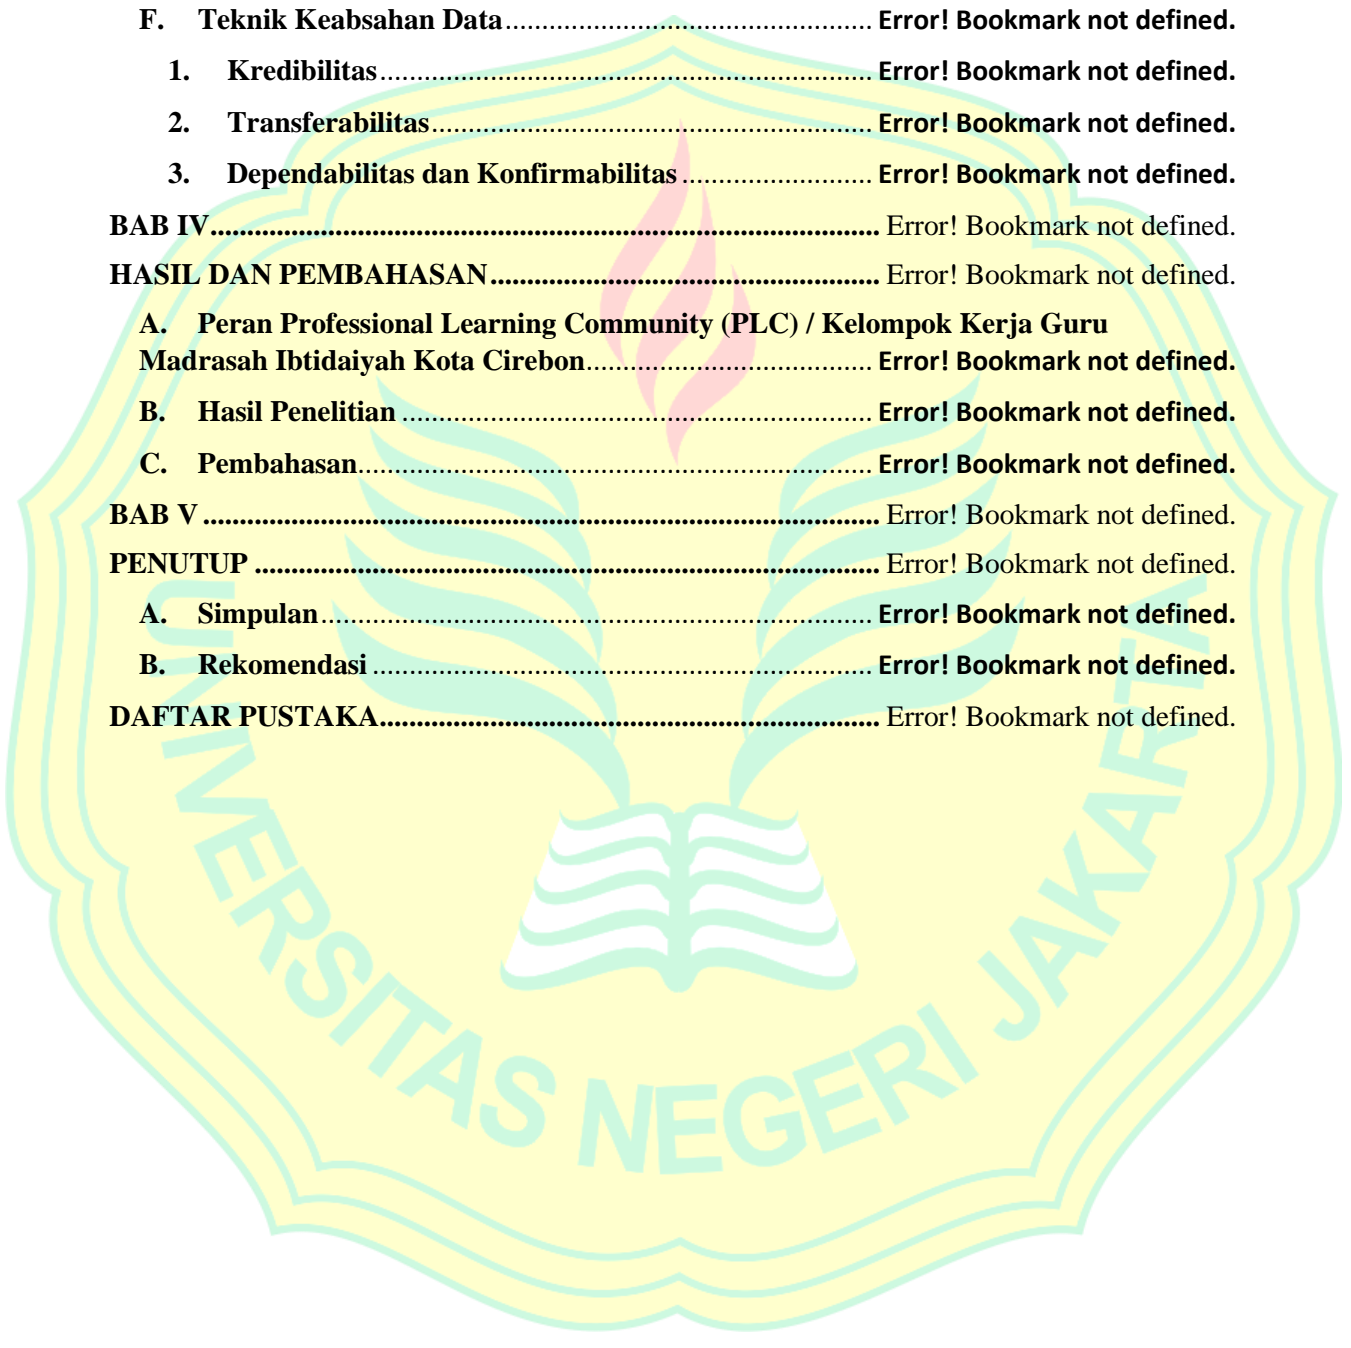 F. Teknik Keabsahan Data........................................ Error! Bookmark not defined.
1. Kredibilitas........................................ Error! Bookmark not defined.
2. Transferabilitas........................................ Error! Bookmark not defined.
3. Dependabilitas dan Konfirmabilitas........................................ Error! Bookmark not defined.
BAB IV........................................ Error! Bookmark not defined.
HASIL DAN PEMBAHASAN........................................ Error! Bookmark not defined.
A. Peran Professional Learning Community (PLC) / Kelompok Kerja Guru
Madrasah Ibtidaiyah Kota Cirebon........................................ Error! Bookmark not defined.
B. Hasil Penelitian........................................ Error! Bookmark not defined.
C. Pembahasan........................................ Error! Bookmark not defined.
BAB V........................................ Error! Bookmark not defined.
PENUTUP........................................ Error! Bookmark not defined.
A. Simpulan........................................ Error! Bookmark not defined.
B. Rekomendasi........................................ Error! Bookmark not defined.
DAFTAR PUSTAKA........................................ Error! Bookmark not defined.
UNIVERSITAS NEGERI JAKARTA